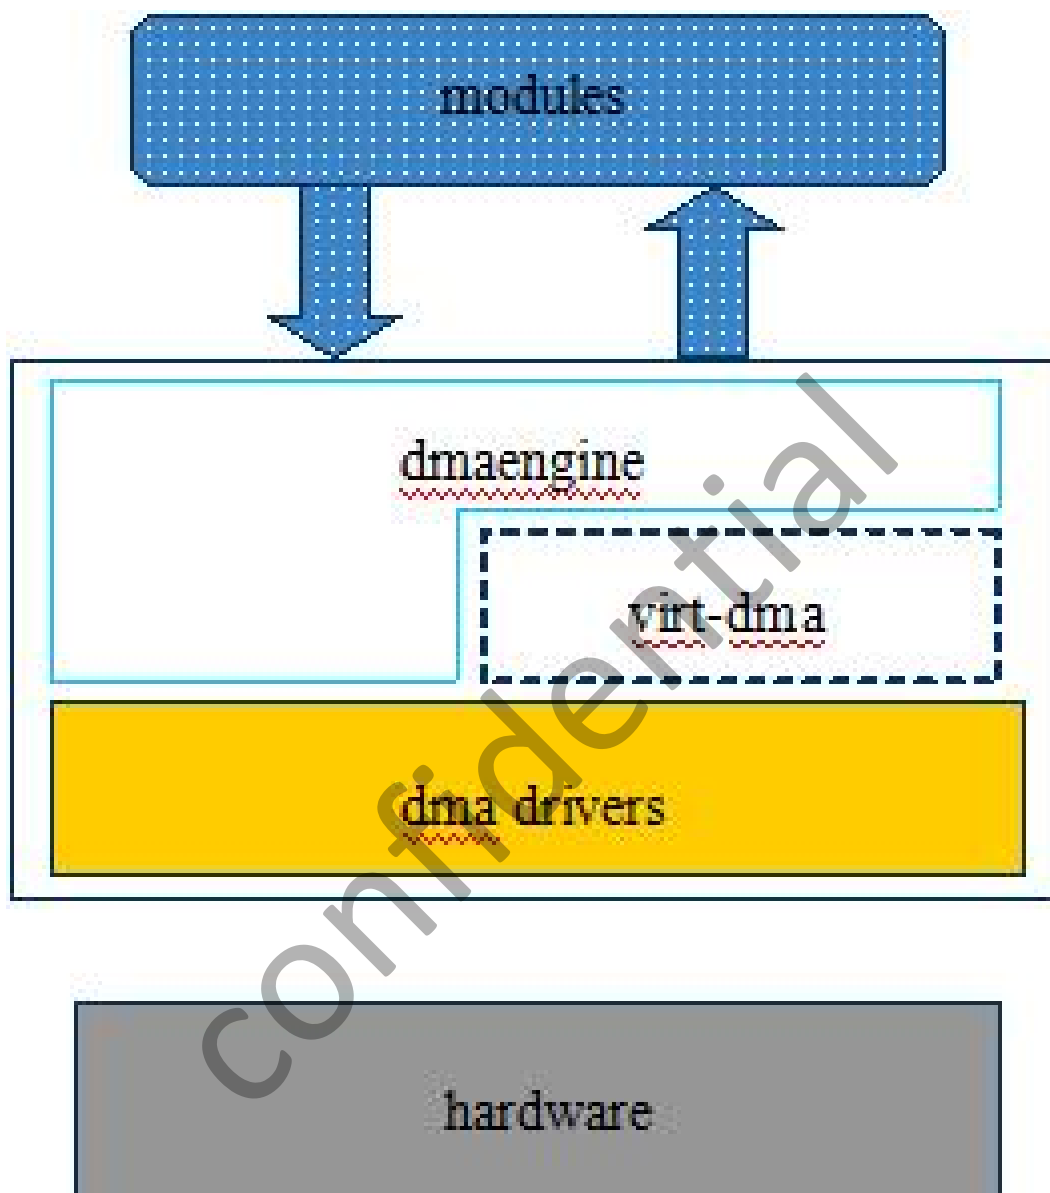 modules
dmaengine
virt-dma
dma drivers
confidential
hardware